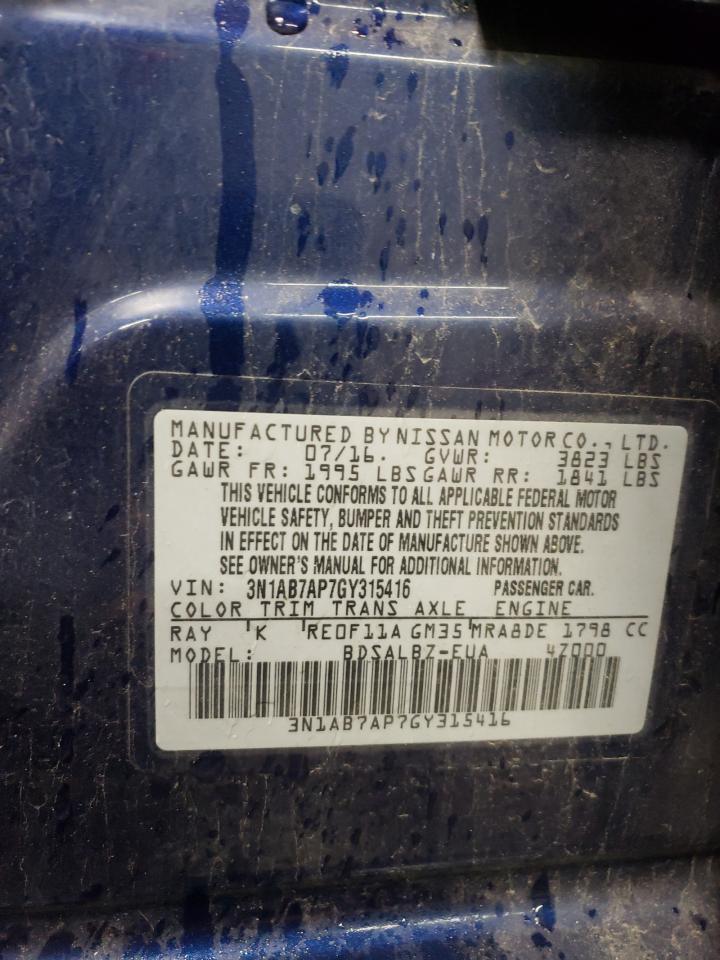 MANUFACTURED BY NISSAN MOTOR CO., LTD.
DATE: 07/16. GVWR: 3823 LBS
GAWR FR: 1995 LBS GAWR RR: 1841 LBS
THIS VEHICLE CONFORMS TO ALL APPLICABLE FEDERAL MOTOR
VEHICLE SAFETY, BUMPER AND THEFT PREVENTION STANDARDS
IN EFFECT ON THE DATE OF MANUFACTURE SHOWN ABOVE.
SEE OWNER'S MANUAL FOR ADDITIONAL INFORMATION.
VIN: 3N1AB7AP7GY315416 PASSENGER CAR.
COLOR TRIM TRANS AXLE ENGINE
RAY K RE0F11A GM35 MRA8DE 1798 CC
MODEL: BDSALBZ-EUA 4Z000
3N1AB7AP7GY315416